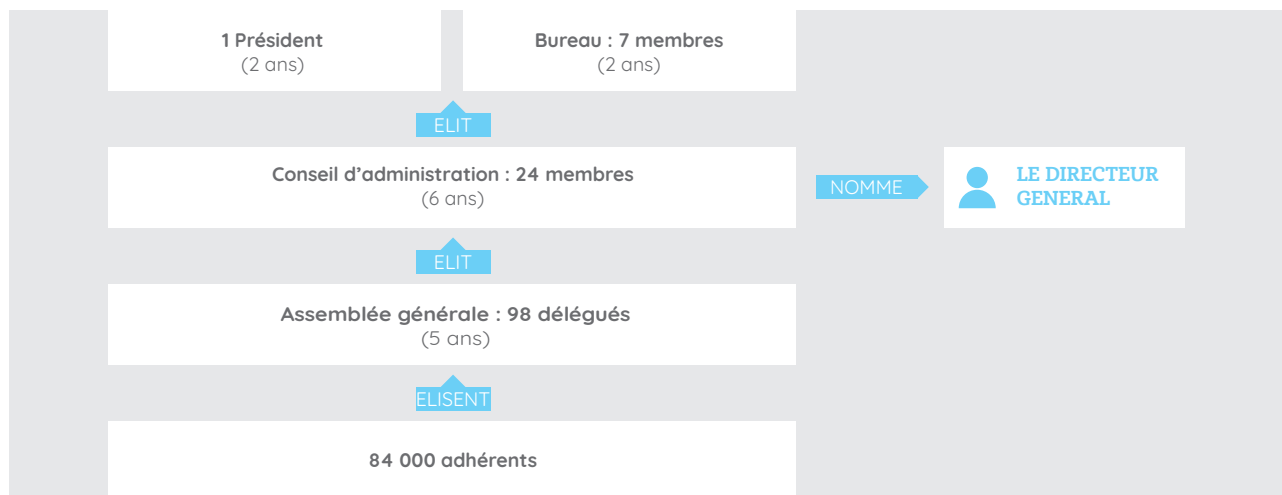 1 Président
(2 ans)
Bureau : 7 membres
(2 ans)
ELIT
Conseil d’administration : 24 membres
(6 ans)
NOMME
LE DIRECTEUR
GENERAL
ELIT
Assemblée générale : 98 délégués
(5 ans)
ELISENT
84 000 adhérents